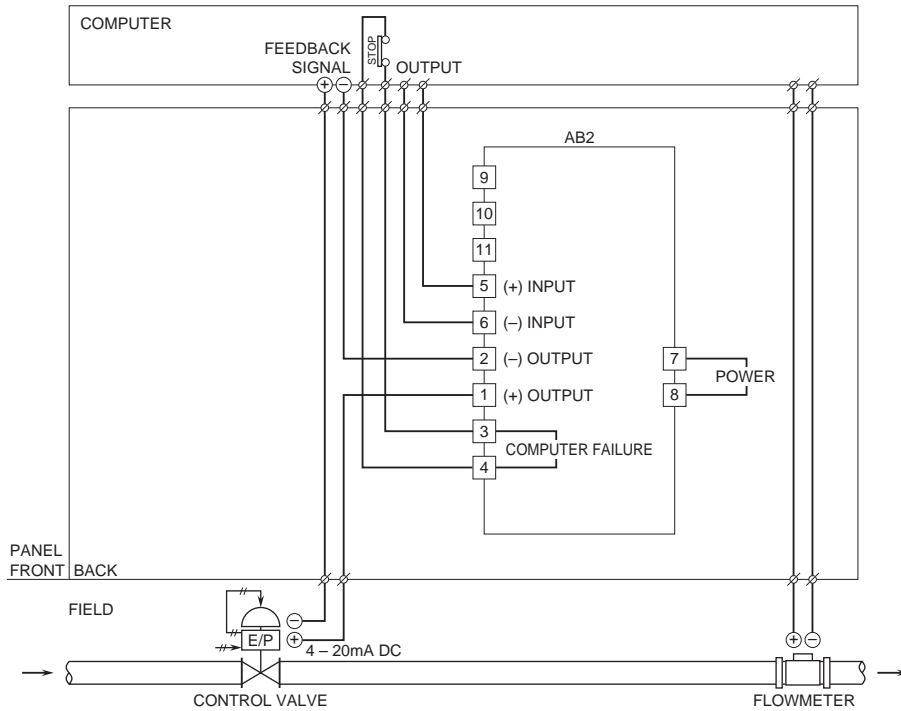 COMPUTER
FEEDBACK
SIGNAL
STOP
OUTPUT
+
–
AB2
9
10
11
5 (+) INPUT
6 (–) INPUT
2 (–) OUTPUT
1 (+) OUTPUT
3
4
COMPUTER FAILURE
7
8
POWER
PANEL
FRONT BACK
FIELD
–
E/P
+
4 – 20mA DC
+ –
CONTROL VALVE
FLOWMETER